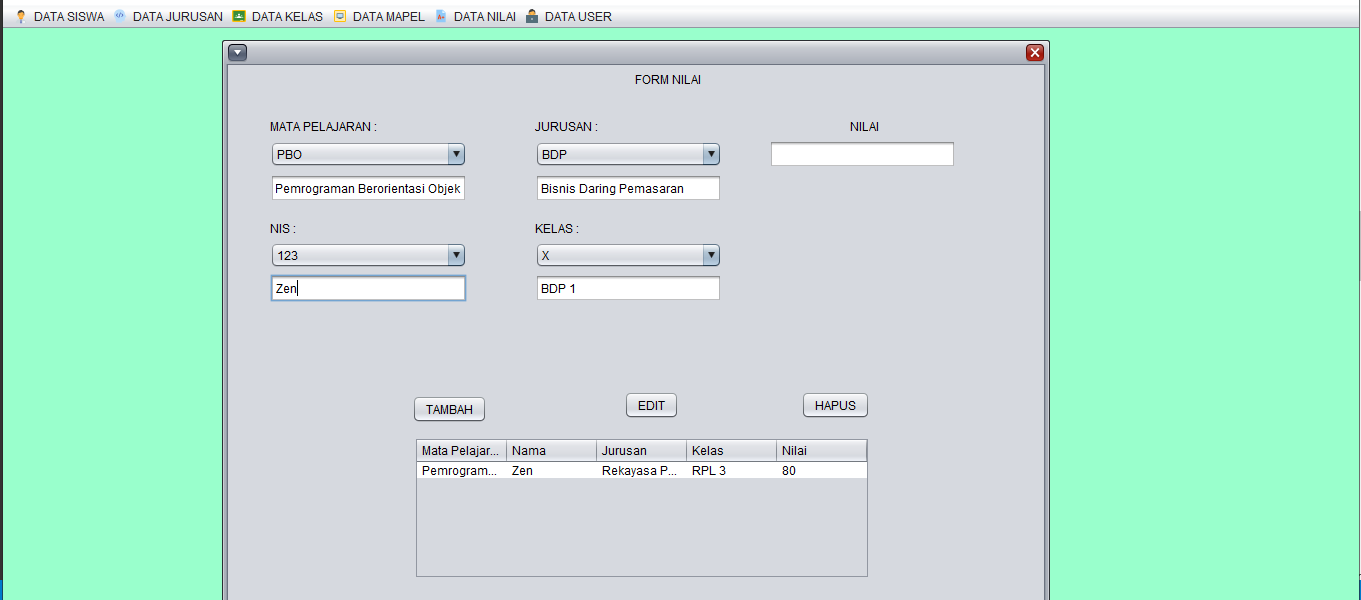 DATA SISWA DATA JURUSAN DATA KELAS DATA MAPEL DATA NILAI DATA USER
FORM NILAI
MATA PELAJARAN : JURUSAN : NILAI
PBO BDP
Pemrograman Berorientasi Objek Bisnis Daring Pemasaran
NIS : KELAS :
123 X
Zen BDP 1
TAMBAH EDIT HAPUS
Mata Pelajar... Nama Jurusan Kelas Nilai
Pemrogram... Zen Rekayasa P... RPL 3 80